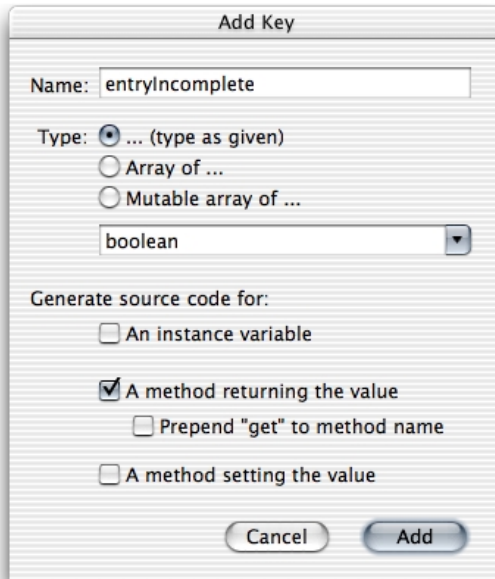 Add Key
Name: entryIncomplete
Type: ... (type as given)
Array of ...
Mutable array of ...
boolean
Generate source code for:
An instance variable
A method returning the value
Prepend "get" to method name
A method setting the value
Cancel Add